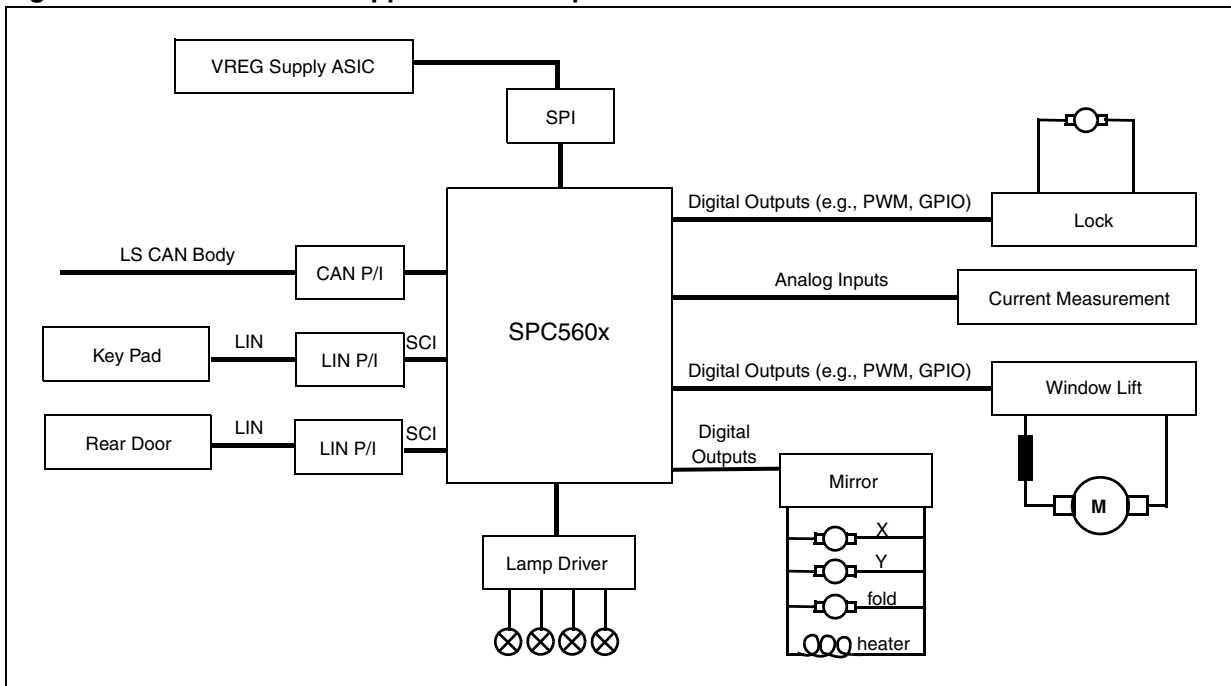 VREG Supply ASIC
SPI
Digital Outputs (e.g., PWM, GPIO)
Lock
LS CAN Body
CAN P/I
Analog Inputs
Current Measurement
SPC560x
Key Pad
LIN
LIN P/I
SCI
Digital Outputs (e.g., PWM, GPIO)
Window Lift
Rear Door
LIN
LIN P/I
SCI
Digital
Outputs
Mirror
M
X
Y
fold
heater
Lamp Driver